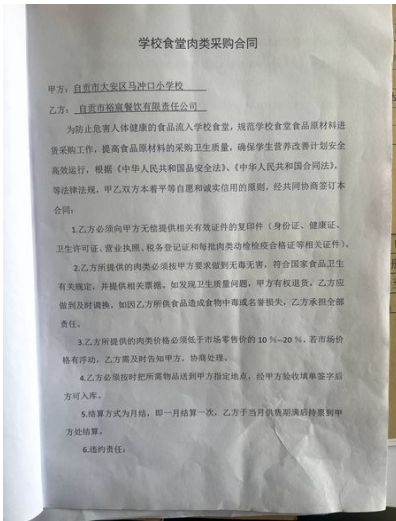 学校食堂肉类采购合同
甲方：自贡市大安区马冲口小学校
乙方：自贡市裕宸餐饮有限责任公司
为防止危害人体健康的食品流入学校食堂，规范学校食堂食品原材料进
货采购工作，提高食品原材料的采购卫生质量，确保学生营养改善计划安全
高效运行，根据《中华人民共和国品安全法》、《中华人民共和国合同法》，
等法律法规。甲乙双方本着平等自愿和诚实信用的原则，经共同协商签订本
合同：
1.乙方必须向甲方无偿提供相关有效证件的复印件（身份证、健康证、
卫生许可证、营业执照、税务登记证和每批肉类动检检疫合格证等相关证件）。
2.乙方所提供的肉类必须按甲方要求做到无毒无害，符合国家食品卫生
有关规定，并提供相关票据。如发现卫生质量问题，甲方有权退货，乙方应
做到及时调换，如因乙方所供食品造成食物中毒或名誉损失，乙方承担全部
责任。
3.乙方所提供的肉类价格必须低于市场零售价的 10 %--20 %，若市场价
格有浮动，乙方需及时告知甲方，协商处理。
4.乙方必须按时把所需物品送到甲方指定地点，经甲方验收填单签字后
方可入库。
5.结算方式为月结，即一月结算一次，乙方于当月供货期满后持票到甲
方处结算。
6.违约责任：